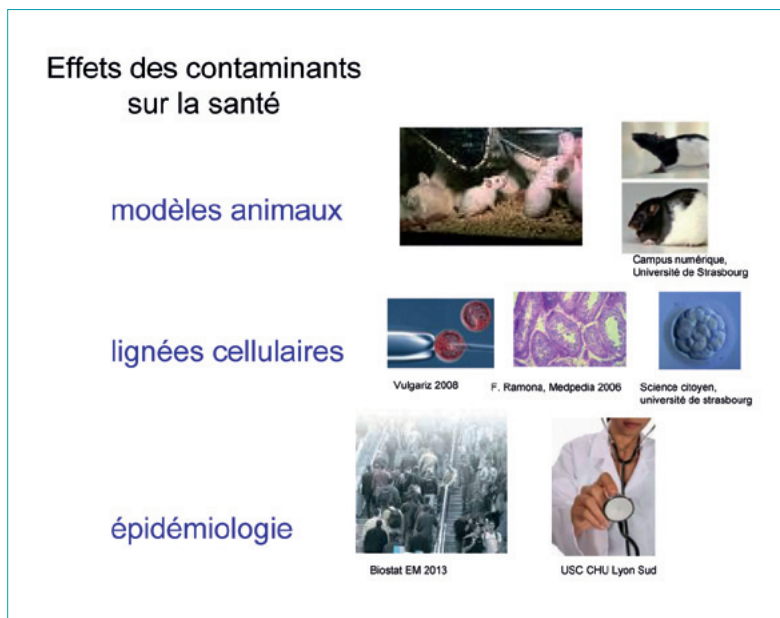 Effets des contaminants
sur la santé
modèles animaux
Campus numérique,
Université de Strasbourg
lignées cellulaires
Vulgariz 2008
F. Ramona, Medpedia 2006
Science citoyen,
université de strasbourg
épidémiologie
Biostat EM 2013
USC CHU Lyon Sud